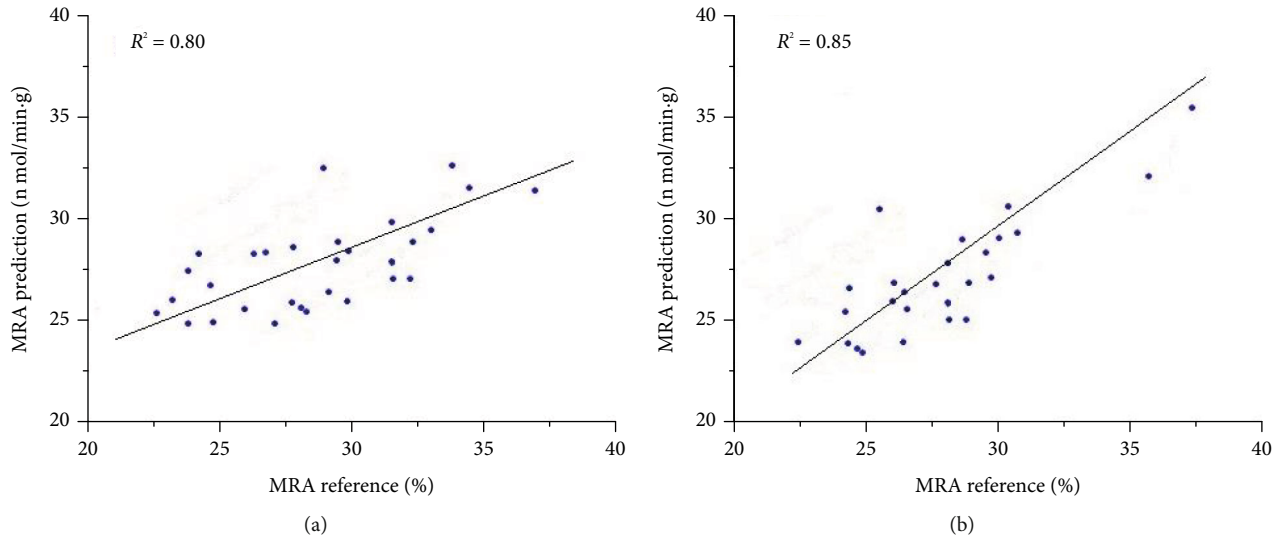 40
35
30
25
20
MRA prediction (n mol/min·g)
R² = 0.80
20 25 30 35 40
MRA reference (%)
(a)
40
35
30
25
20
MRA prediction (n mol/min·g)
R² = 0.85
20 25 30 35 40
MRA reference (%)
(b)